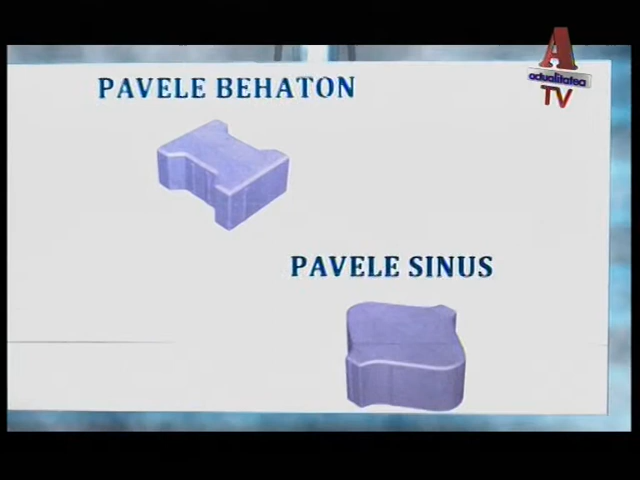 A
actualitatea
TV
PAVELE BEHATON
PAVELE SINUS